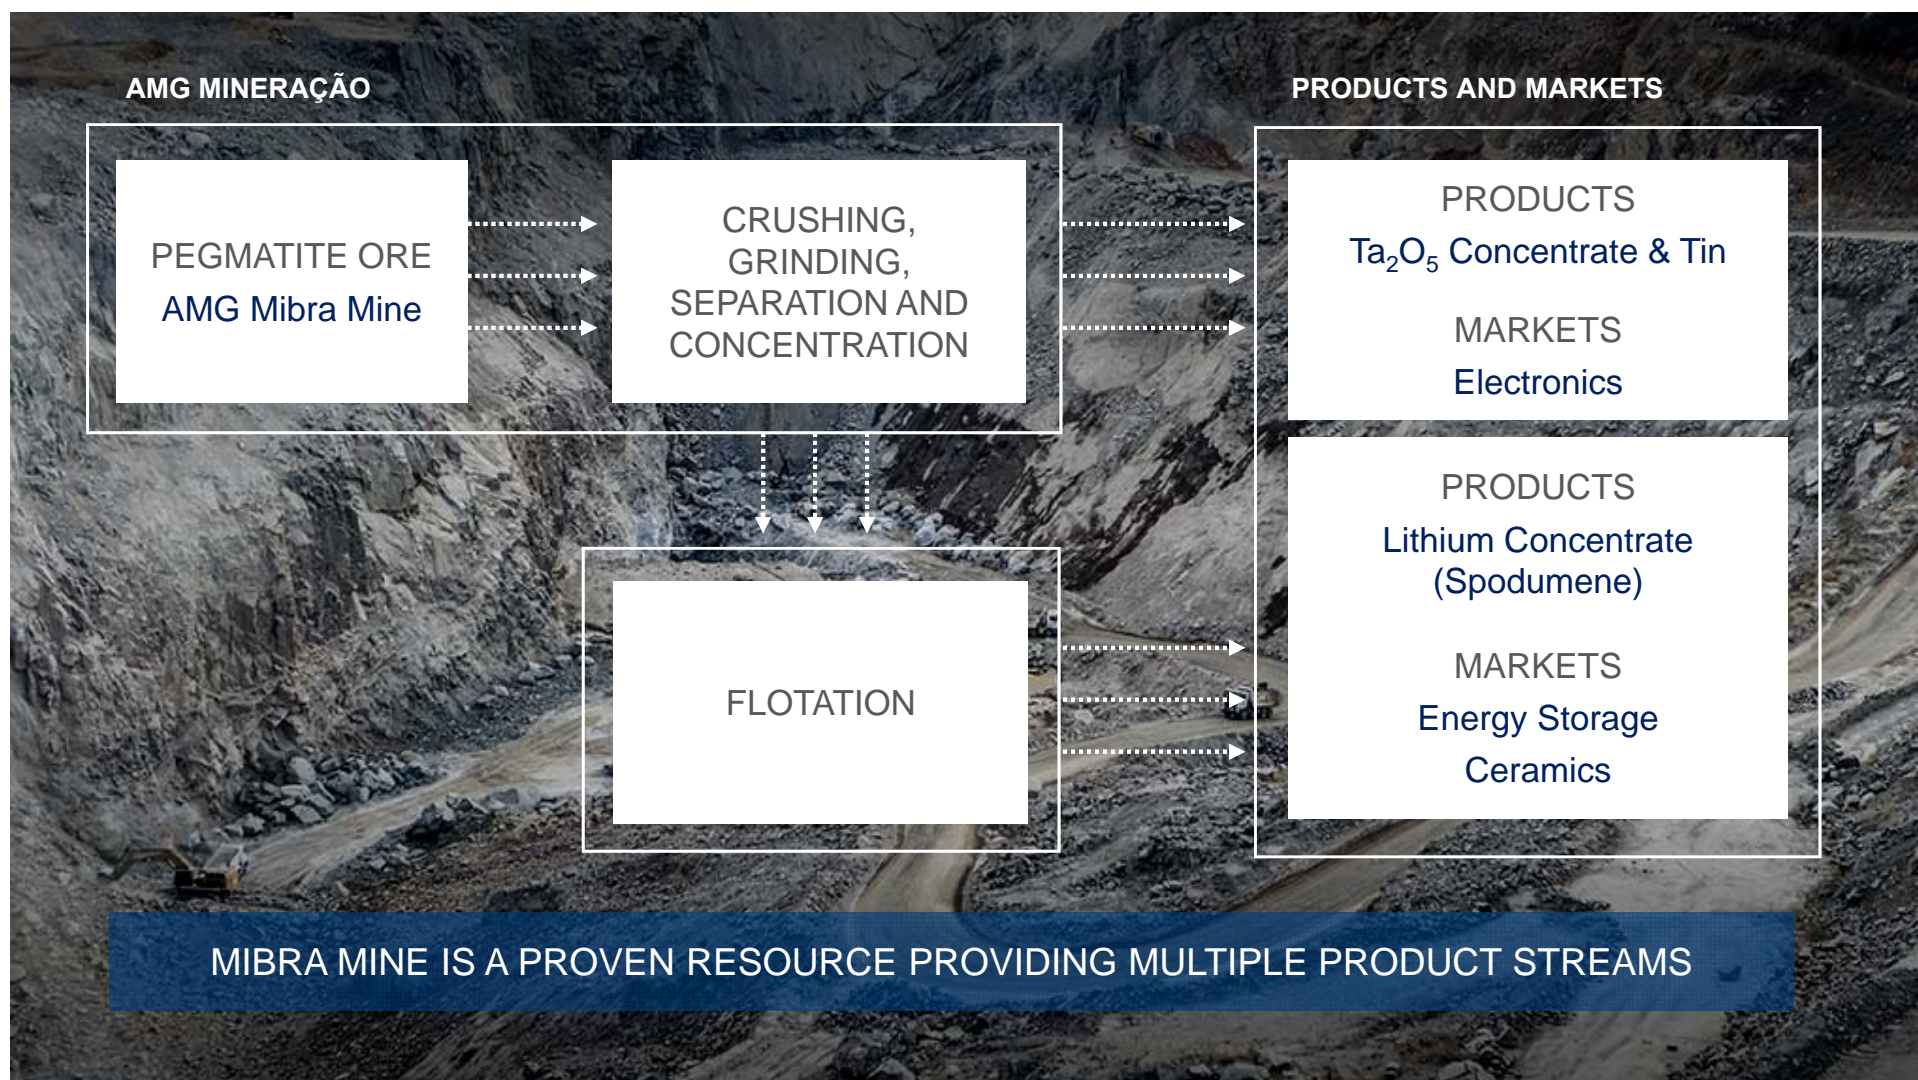 AMG MINERAÇÃO
PEGMATITE ORE
AMG Mibra Mine
CRUSHING,
GRINDING,
SEPARATION AND
CONCENTRATION
FLOTATION
PRODUCTS AND MARKETS
PRODUCTS
Ta₂O₅ Concentrate & Tin
MARKETS
Electronics
PRODUCTS
Lithium Concentrate
(Spodumene)
MARKETS
Energy Storage
Ceramics
MIBRA MINE IS A PROVEN RESOURCE PROVIDING MULTIPLE PRODUCT STREAMS